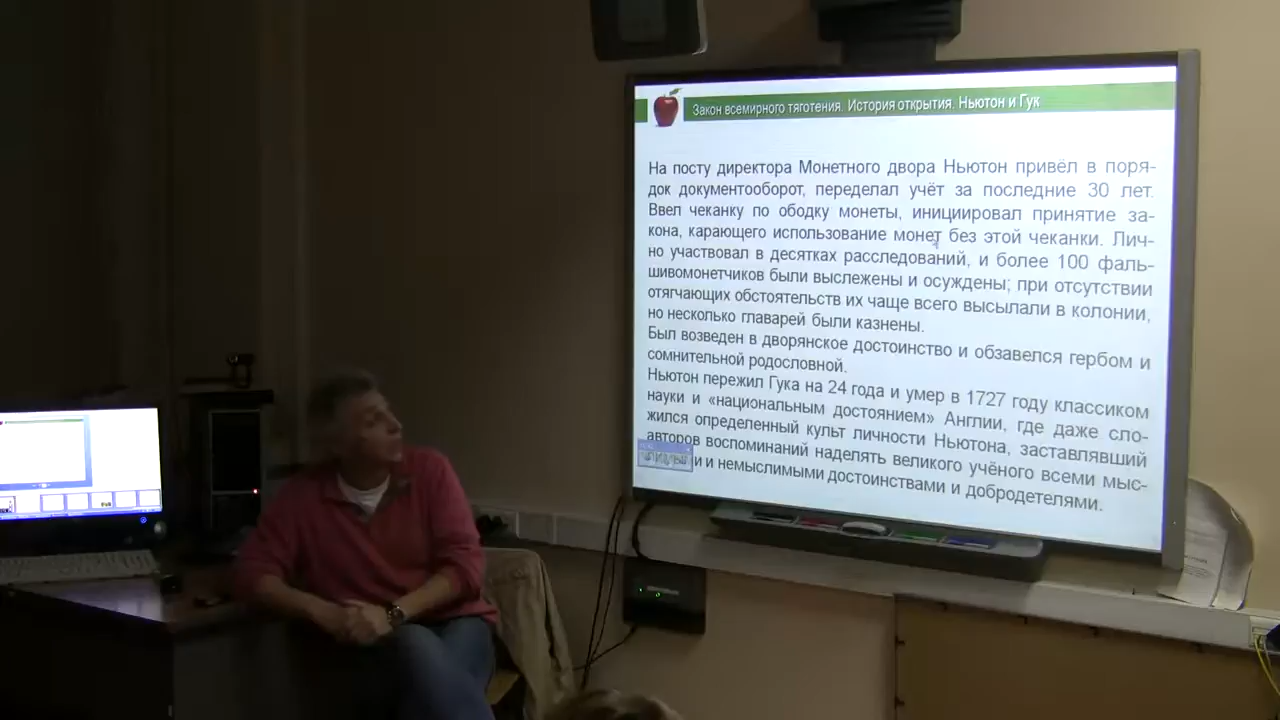 Закон всемирного тяготения. История открытия. Ньютон и Гук
На посту директора Монетного двора Ньютон привёл в поря-
док документооборот, переделал учёт за последние 30 лет.
Ввел чеканку по ободку монеты, инициировал принятие за-
кона, карающего использование монет без этой чеканки. Лич-
но участвовал в десятках расследований, и более 100 фаль-
шивомонетчиков были выслежены и осуждены; при отсутствии
отягчающих обстоятельств их чаще всего высылали в колонии,
но несколько главарей были казнены.
Был возведен в дворянское достоинство и обзавелся гербом и
сомнительной родословной.
Ньютон пережил Гука на 24 года и умер в 1727 году классиком
науки и «национальным достоянием» Англии, где даже сло-
жился определенный культ личности Ньютона, заставлявший
авторов воспоминаний наделять великого учёного всеми мыс-
и немыслимыми достоинствами и добродетелями.